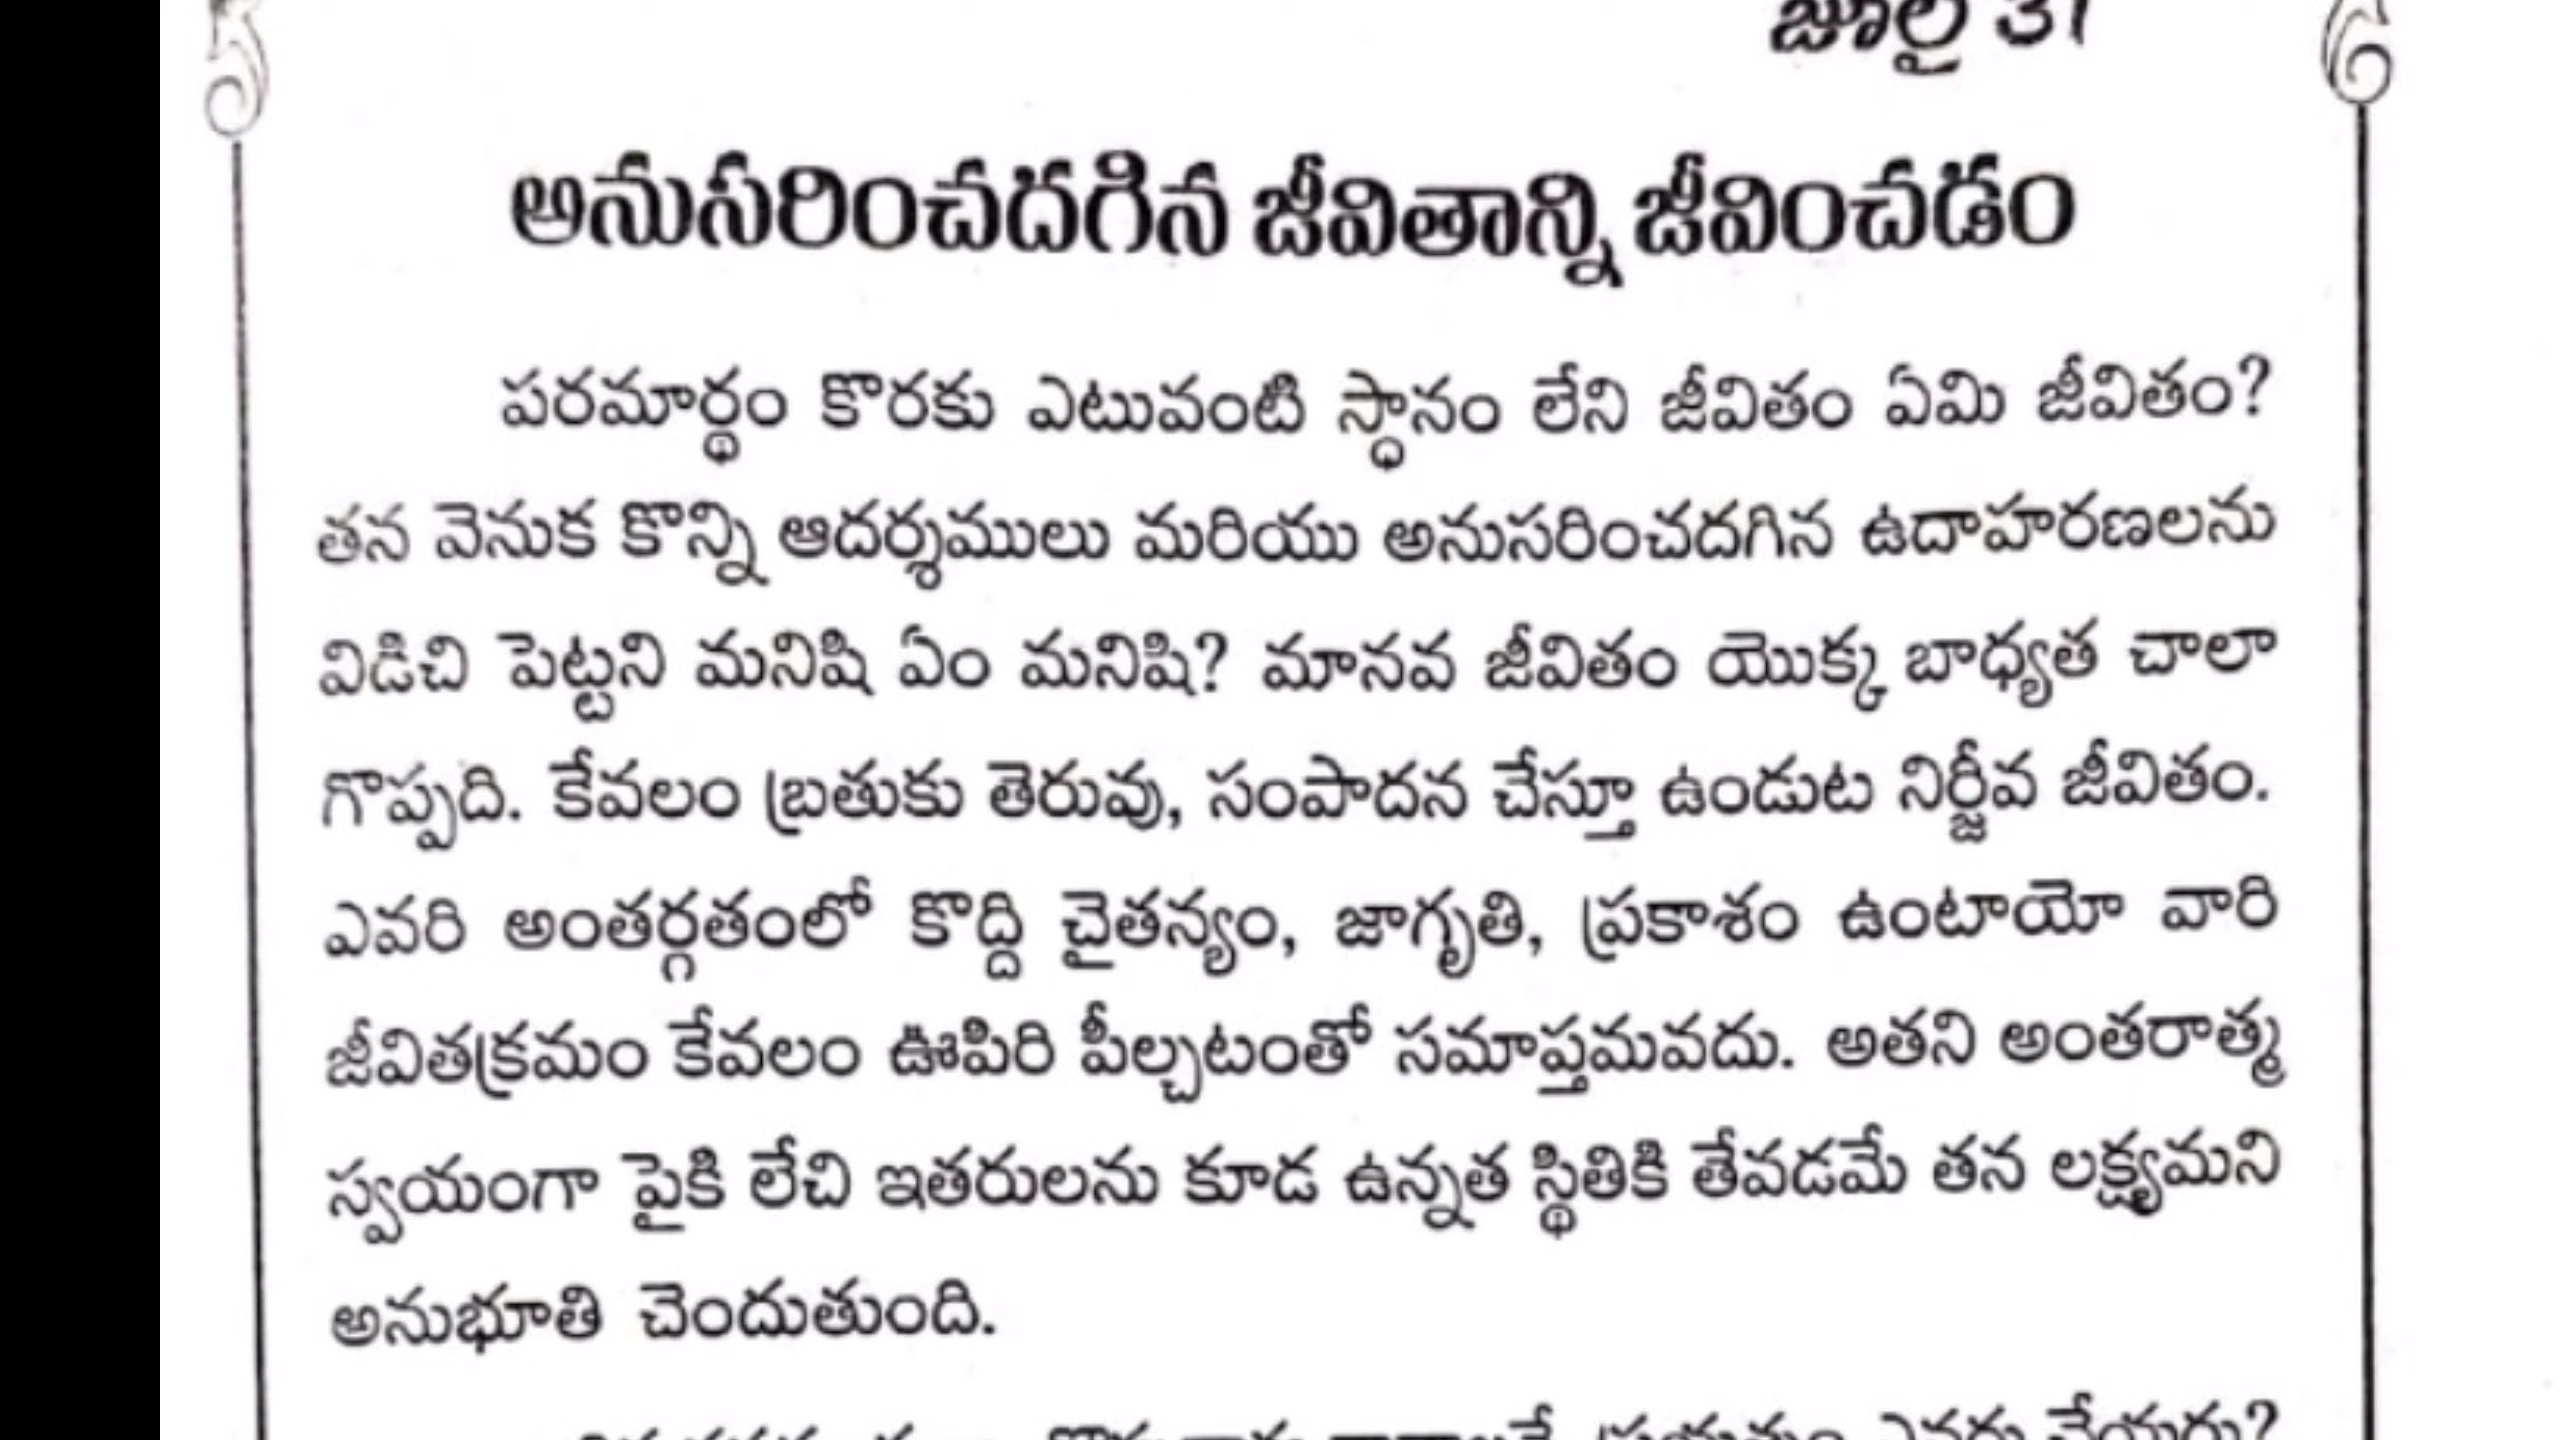 జూలై 31
అనుసరించదగిన జీవితాన్ని జీవించడం
పరమార్థం కొరకు ఎటువంటి స్థానం లేని జీవితం ఏమి జీవితం?
తన వెనుక కొన్ని ఆదర్శములు మరియు అనుసరించదగిన ఉదాహరణలను
విడిచి పెట్టని మనిషి ఏం మనిషి? మానవ జీవితం యొక్క బాధ్యత చాలా
గొప్పది. కేవలం బ్రతుకు తెరువు, సంపాదన చేస్తూ ఉండుట నిర్జీవ జీవితం.
ఎవరి అంతర్గతంలో కొద్ది చైతన్యం, జాగృతి, ప్రకాశం ఉంటాయో వారి
జీవితక్రమం కేవలం ఊపిరి పీల్చటంతో సమాప్తమవదు. అతని అంతరాత్మ
స్వయంగా పైకి లేచి ఇతరులను కూడ ఉన్నత స్థితికి తేవడమే తన లక్ష్యమని
అనుభూతి చెందుతుంది.